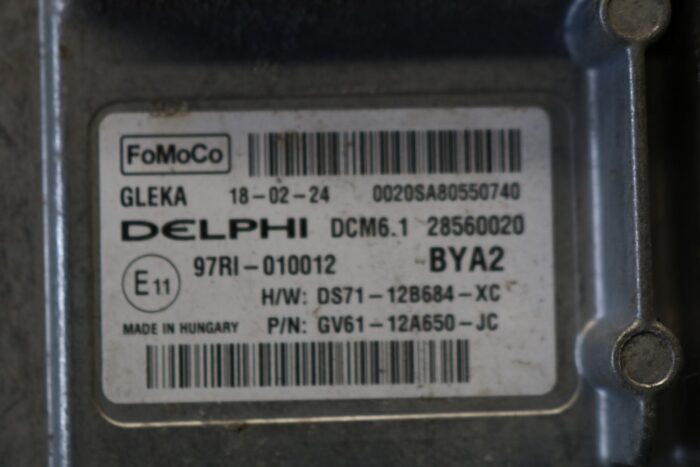 FoMoCo
GLEKA 18-02-24 0020SA80550740
DELPHI DCM6.1 28560020
E11 97RI-010012 BYA2
H/W: DS71-12B684-XC
MADE IN HUNGARY P/N: GV61-12A650-JC